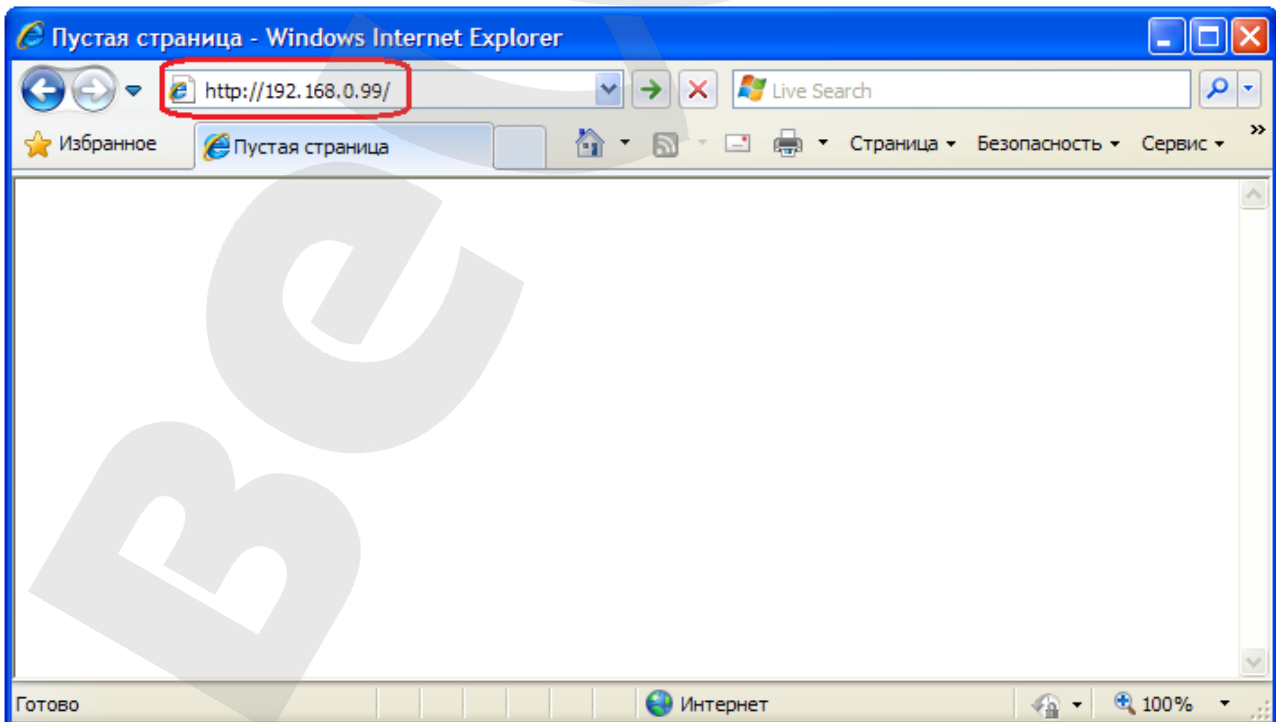 Пустая страница - Windows Internet Explorer
http://192.168.0.99/
Live Search
Избранное
Пустая страница
Страница
Безопасность
Сервис
»
Ве
Готово
Интернет
100%